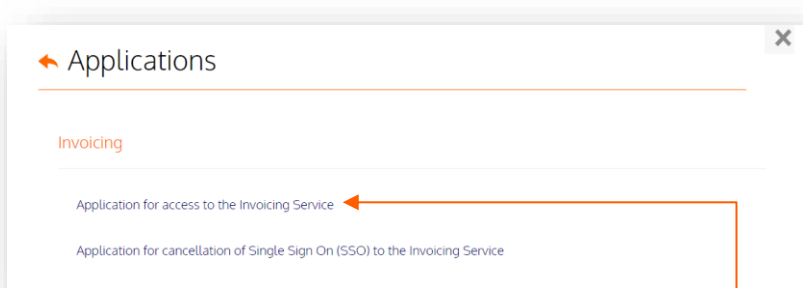 Applications
Invoicing
Application for access to the Invoicing Service
Application for cancellation of Single Sign On (SSO) to the Invoicing Service